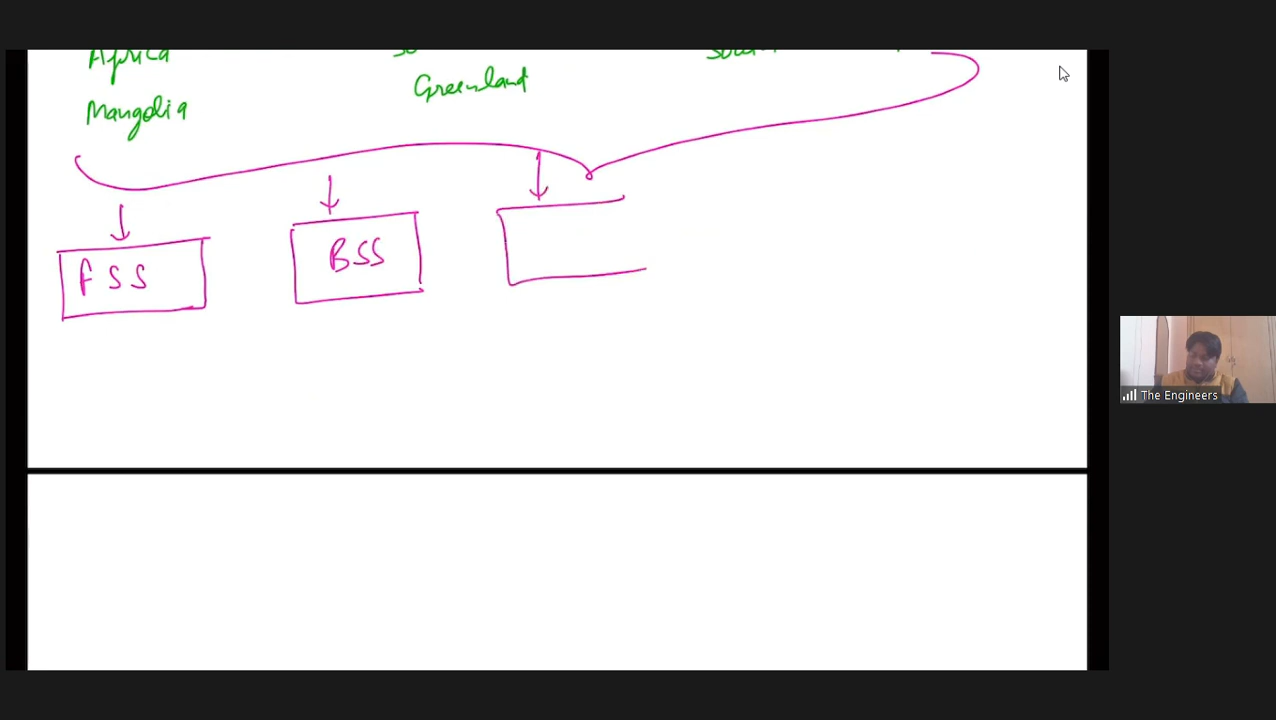 Africa
Greenland
Mangolia
FSS
BSS
The Engineers